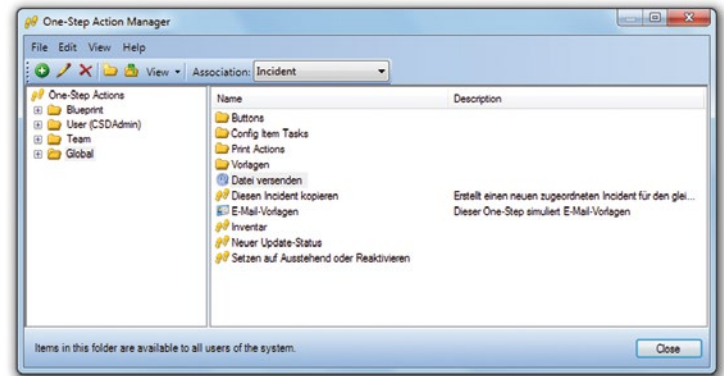 One-Step Action Manager
File Edit View Help
View Association: Incident
One-Step Actions
Blueprint
User (CSDAdmin)
Team
Global
Name Description
Buttons
Config Item Tasks
Print Actions
Vorlagen
Datei versenden
Diesen Incident kopieren Erstellt einen neuen zugeordneten Incident für den glei...
E-Mail-Vorlagen Dieser One-Step simuliert E-Mail-Vorlagen
Inventar
Neuer Update-Status
Setzen auf Ausstehend oder Reaktivieren
Items in this folder are available to all users of the system.
Close